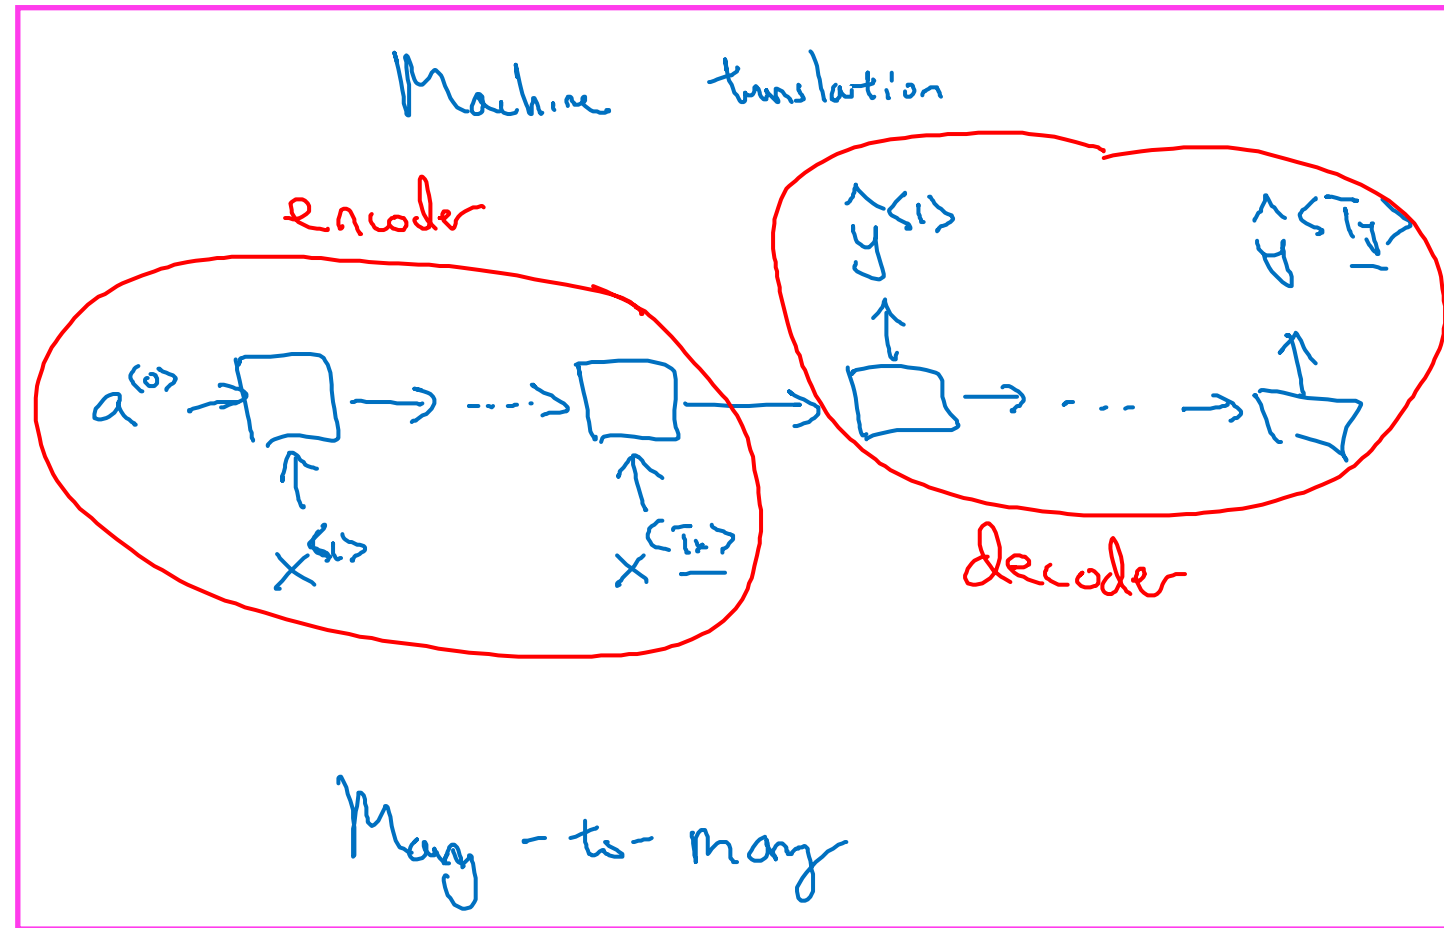 Machine translation
encoder
ŷ<1> ŷ<Ty>
a<0>
x<1> x<Tx>
decoder
Many-to-many